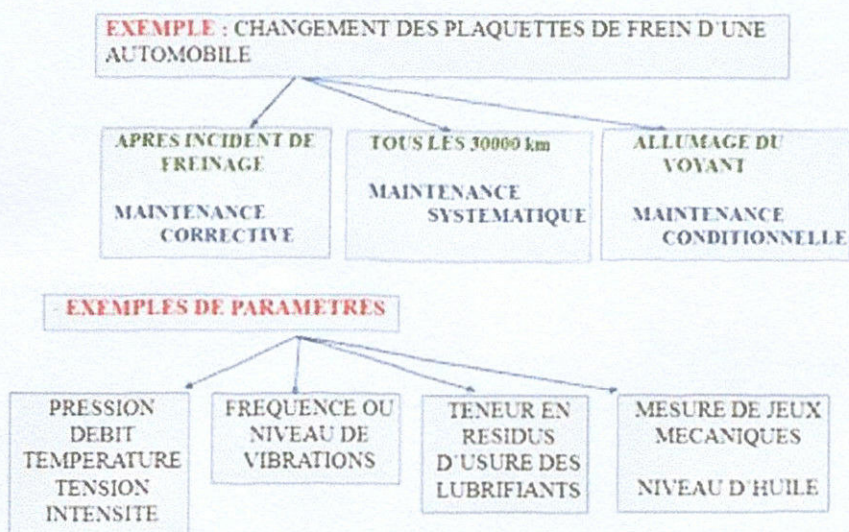 EXEMPLE : CHANGEMENT DES PLAQUETTES DE FREIN D'UNE
AUTOMOBILE
APRES INCIDENT DE
FREINAGE
MAINTENANCE
CORRECTIVE
TOUS LES 30000 km
MAINTENANCE
SYSTEMATIQUE
ALLUMAGE DU
VOYANT
MAINTENANCE
CONDITIONNELLE
EXEMPLES DE PARAMETRES
PRESSION
DEBIT
TEMPERATURE
TENSION
INTENSITE
FREQUENCE OU
NIVEAU DE
VIBRATIONS
TENEUR EN
RESIDUS
D'USURE DES
LUBRIFIANTS
MESURE DE JEUX
MECANIQUES
NIVEAU D'HUILE